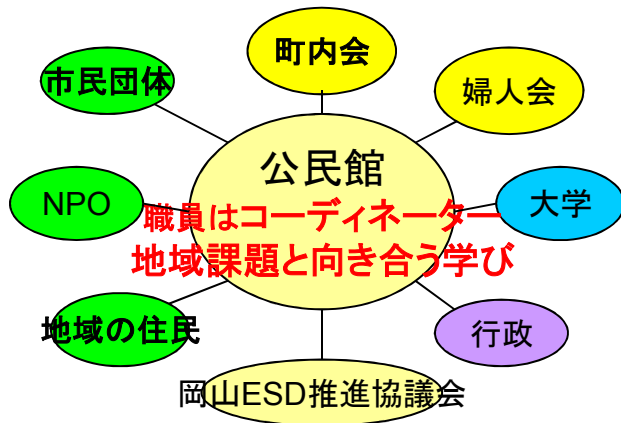 町内会
市民団体
婦人会
公民館
NPO
職員はコーディネーター
大学
地域課題と向き合う学び
地域の住民
行政
岡山ESD推進協議会